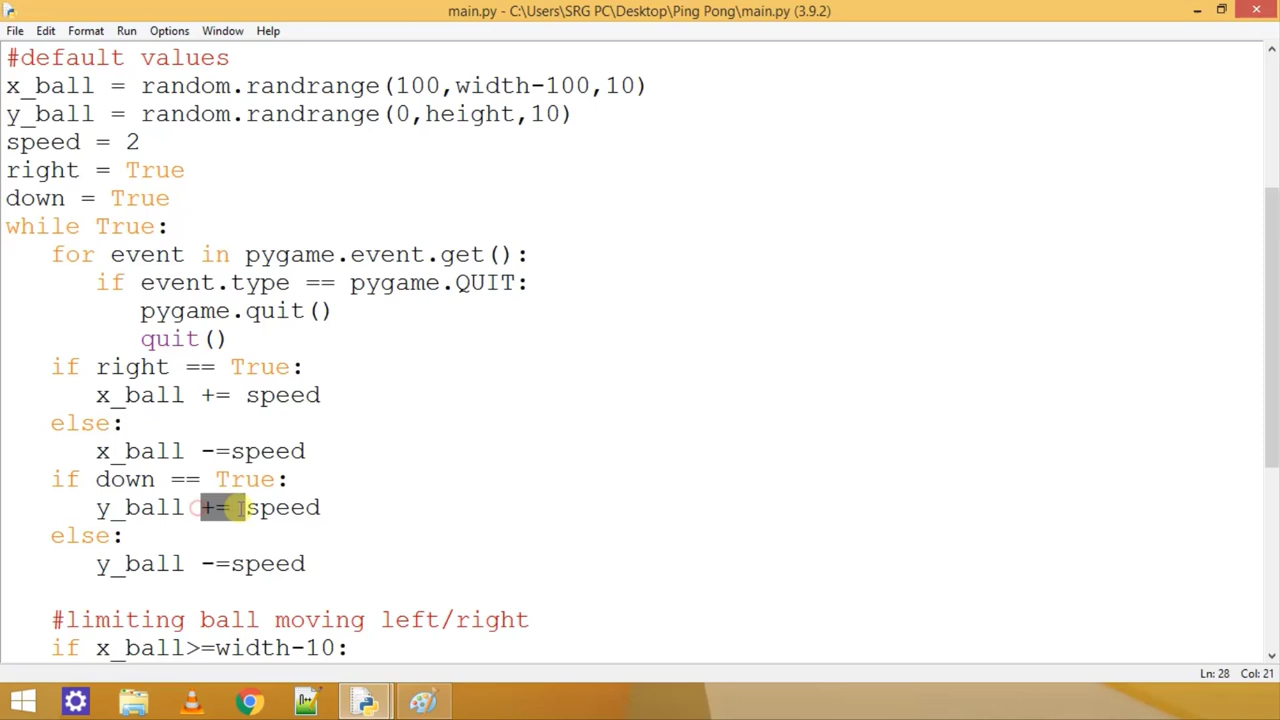 main.py - C:\Users\SRG PC\Desktop\Ping Pong\main.py (3.9.2)
File Edit Format Run Options Window Help
#default values
x_ball = random.randrange(100,width-100,10)
y_ball = random.randrange(0,height,10)
speed = 2
right = True
down = True
while True:
    for event in pygame.event.get():
        if event.type == pygame.QUIT:
            pygame.quit()
            quit()
    if right == True:
        x_ball += speed
    else:
        x_ball -=speed
    if down == True:
        y_ball += speed
    else:
        y_ball -=speed
    #limiting ball moving left/right
    if x_ball>=width-10:
Ln: 28 Col: 21